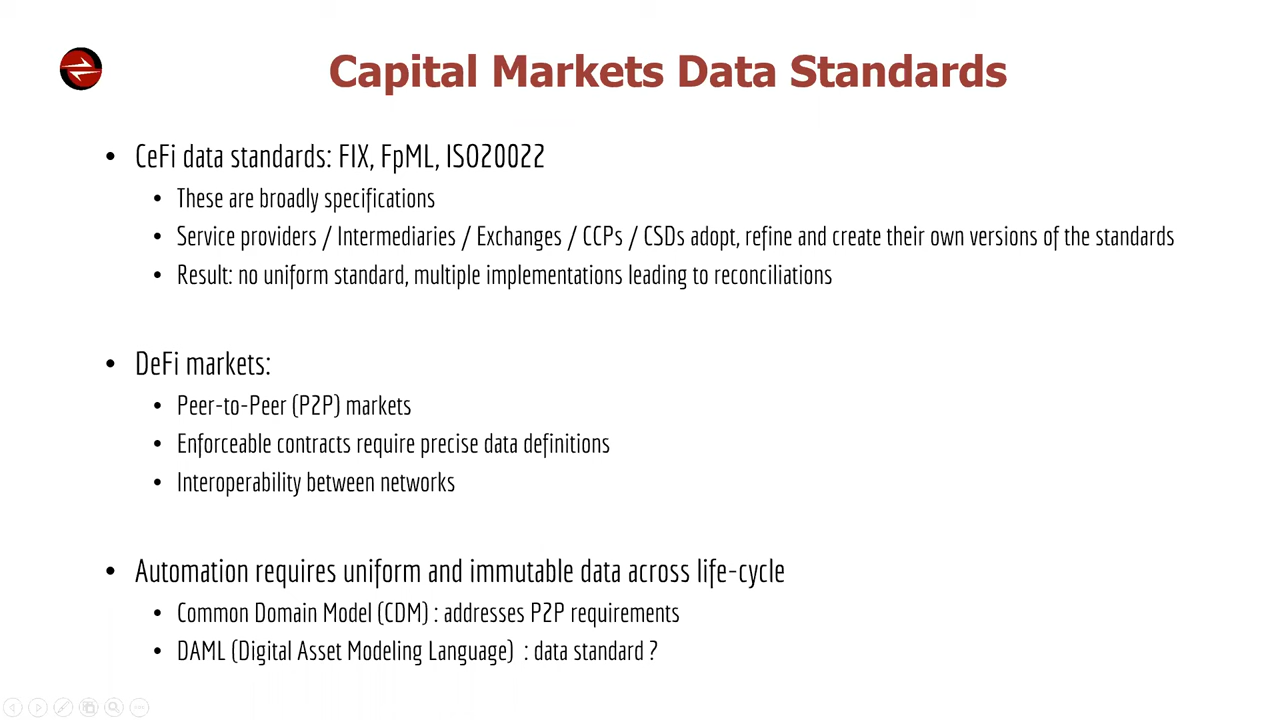 Capital Markets Data Standards
• CeFi data standards: FIX, FpML, ISO20022
• These are broadly specifications
• Service providers / Intermediaries / Exchanges / CCPs / CSDs adopt, refine and create their own versions of the standards
• Result: no uniform standard, multiple implementations leading to reconciliations
• DeFi markets:
• Peer-to-Peer (P2P) markets
• Enforceable contracts require precise data definitions
• Interoperability between networks
• Automation requires uniform and immutable data across life-cycle
• Common Domain Model (CDM) : addresses P2P requirements
• DAML (Digital Asset Modeling Language)  : data standard ?